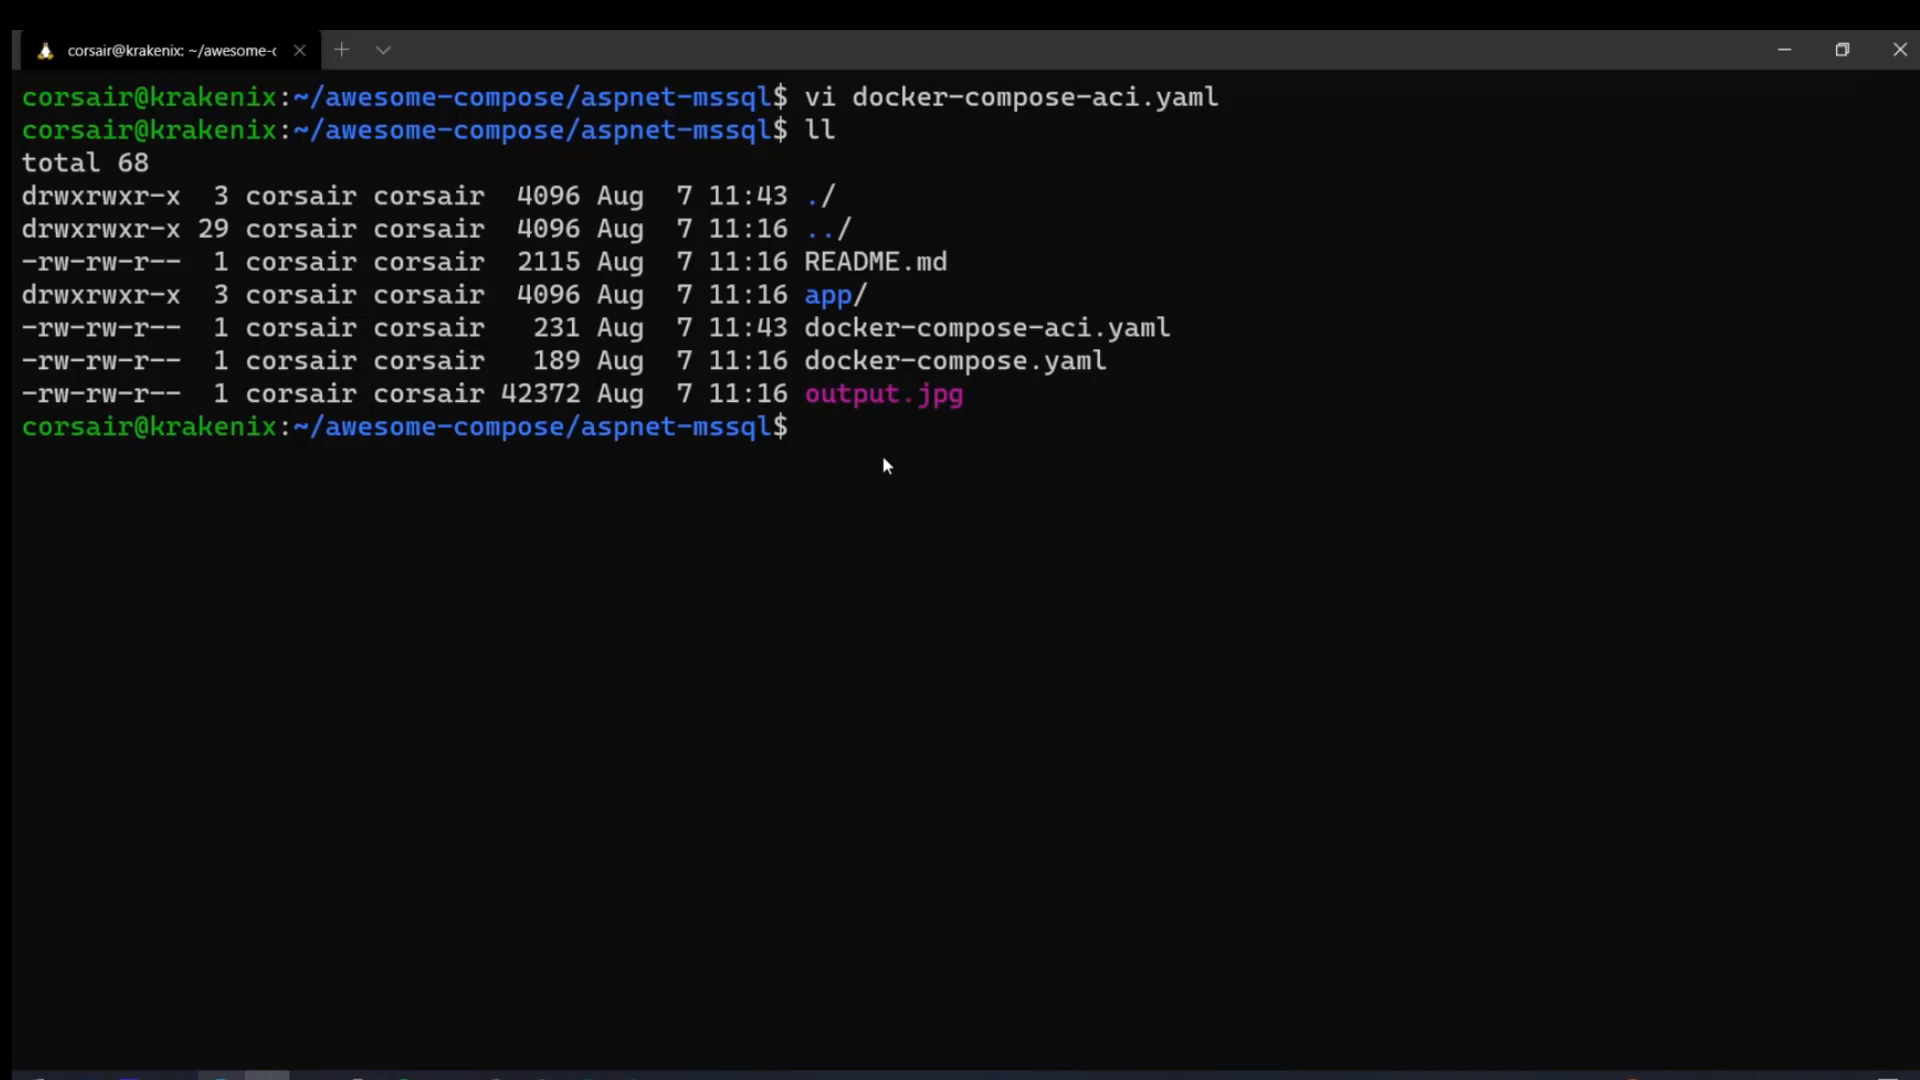 corsair@krakenix: ~/awesome-c
corsair@krakenix:~/awesome-compose/aspnet-mssql$ vi docker-compose-aci.yaml
corsair@krakenix:~/awesome-compose/aspnet-mssql$ ll
total 68
drwxrwxr-x  3 corsair corsair  4096 Aug  7 11:43 ./
drwxrwxr-x 29 corsair corsair  4096 Aug  7 11:16 ../
-rw-rw-r--  1 corsair corsair  2115 Aug  7 11:16 README.md
drwxrwxr-x  3 corsair corsair  4096 Aug  7 11:16 app/
-rw-rw-r--  1 corsair corsair   231 Aug  7 11:43 docker-compose-aci.yaml
-rw-rw-r--  1 corsair corsair   189 Aug  7 11:16 docker-compose.yaml
-rw-rw-r--  1 corsair corsair 42372 Aug  7 11:16 output.jpg
corsair@krakenix:~/awesome-compose/aspnet-mssql$